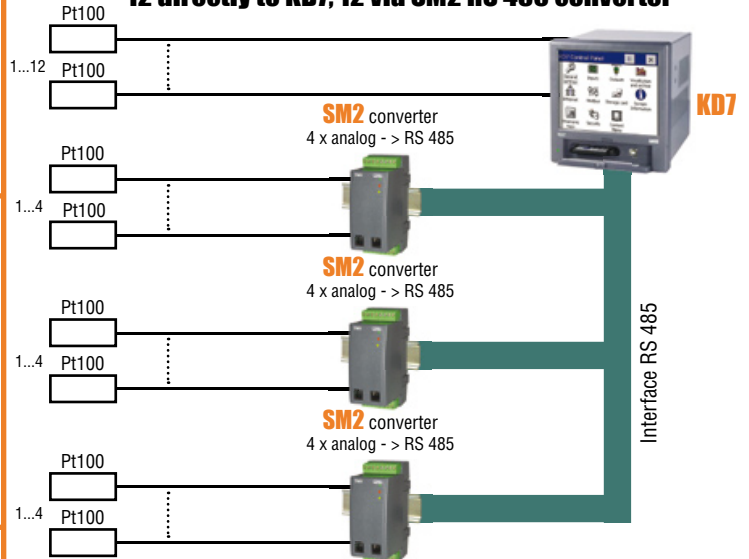 12 directly to KD7, 12 via SM2 RS 485 converter
Pt100
1...12
Pt100
KD7
SM2 converter
4 x analog - > RS 485
Pt100
1...4
Pt100
SM2 converter
4 x analog - > RS 485
Pt100
1...4
Pt100
Interface RS 485
SM2 converter
4 x analog - > RS 485
Pt100
1...4
Pt100